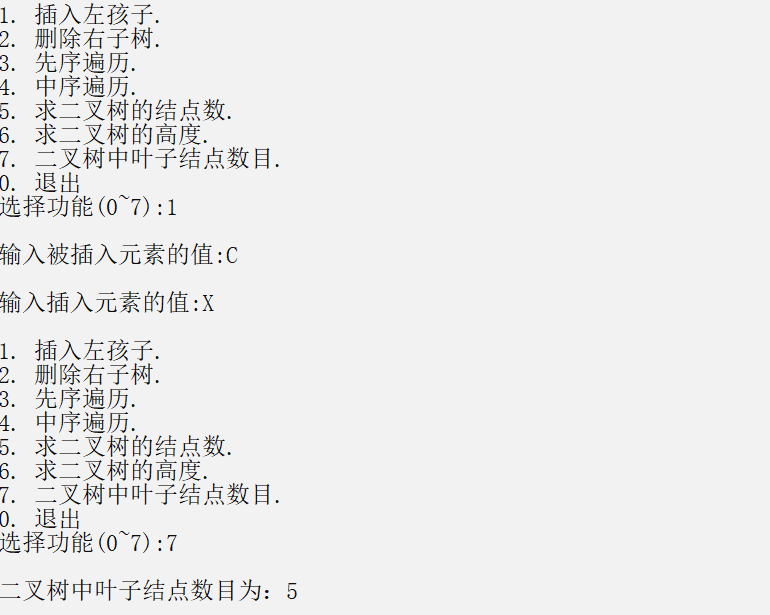 1. 插入左孩子.
2. 删除右子树.
3. 先序遍历.
4. 中序遍历.
5. 求二叉树的结点数.
6. 求二叉树的高度.
7. 二叉树中叶子结点数目.
0. 退出
选择功能(0~7):1
输入被插入元素的值:C
输入插入元素的值:X
1. 插入左孩子.
2. 删除右子树.
3. 先序遍历.
4. 中序遍历.
5. 求二叉树的结点数.
6. 求二叉树的高度.
7. 二叉树中叶子结点数目.
0. 退出
选择功能(0~7):7
二叉树中叶子结点数目为：5